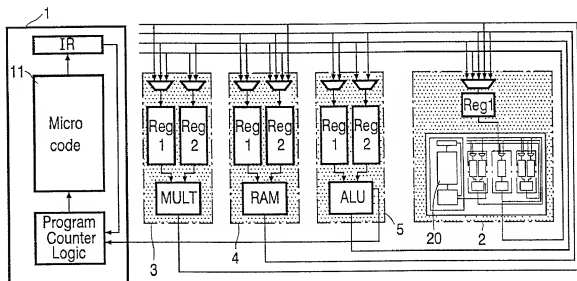 1
IR
11
Micro
code
Program
Counter
Logic
Reg
1
Reg
2
MULT
3
Reg
1
Reg
2
RAM
4
Reg
1
Reg
2
ALU
5
Reg1
20
2